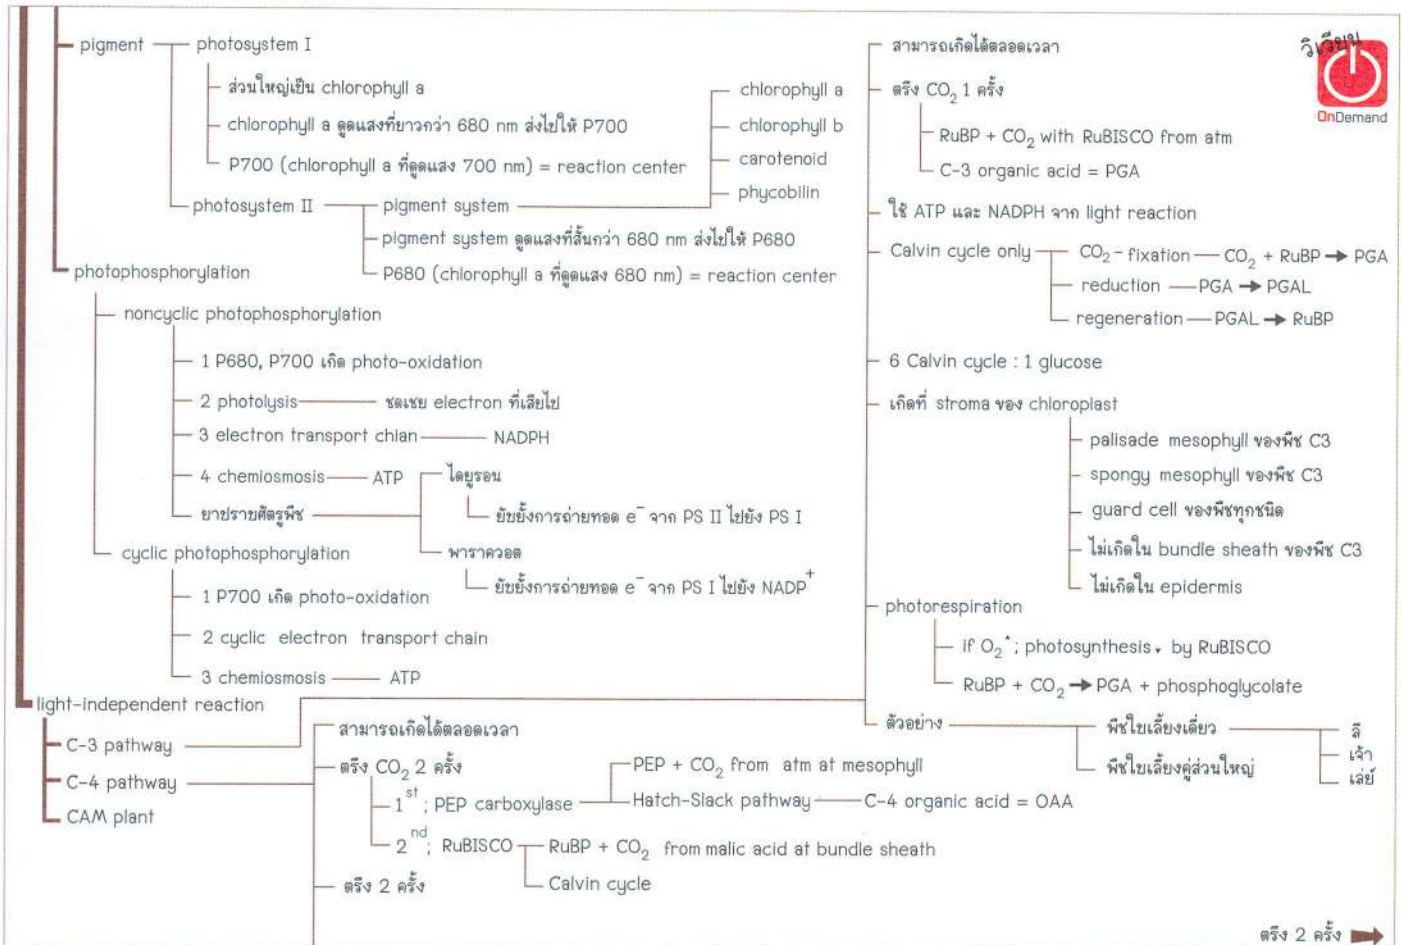 pigment
photosystem I
ส่วนใหญ่เป็น chlorophyll a
chlorophyll a ดูดแสงที่ยาวกว่า 680 nm ส่งไปให้ P700
P700 (chlorophyll a ที่ดูดแสง 700 nm) = reaction center
photosystem II
pigment system
chlorophyll a
chlorophyll b
carotenoid
phycobilin
pigment system ดูดแสงที่สั้นกว่า 680 nm ส่งไปให้ P680
P680 (chlorophyll a ที่ดูดแสง 680 nm) = reaction center
photophosphorylation
noncyclic photophosphorylation
1 P680, P700 เกิด photo-oxidation
2 photolysis
ชดเชย electron ที่เสียไป
3 electron transport chian
NADPH
4 chemiosmosis
ATP
ยาปราบศัตรูพืช
ไดยูรอน
ยับยั้งการถ่ายทอด e⁻ จาก PS II ไปยัง PS I
พาราควอต
ยับยั้งการถ่ายทอด e⁻ จาก PS I ไปยัง NADP⁺
cyclic photophosphorylation
1 P700 เกิด photo-oxidation
2 cyclic electron transport chain
3 chemiosmosis
ATP
light-independent reaction
C-3 pathway
C-4 pathway
CAM plant
สามารถเกิดได้ตลอดเวลา
ตรึง CO₂ 2 ครั้ง
1st ; PEP carboxylase
PEP + CO₂ from atm at mesophyll
Hatch-Slack pathway
C-4 organic acid = OAA
2nd; RuBISCO
RuBP + CO₂ from malic acid at bundle sheath
Calvin cycle
ตรึง 2 ครั้ง
สามารถเกิดได้ตลอดเวลา
ตรึง CO₂ 1 ครั้ง
RuBP + CO₂ with RuBISCO from atm
C-3 organic acid = PGA
ใช้ ATP และ NADPH จาก light reaction
Calvin cycle only
CO₂- fixation
CO₂ + RuBP → PGA
reduction
PGA → PGAL
regeneration
PGAL → RuBP
6 Calvin cycle : 1 glucose
เกิดที่ stroma ของ chloroplast
palisade mesophyll ของพืช C3
spongy mesophyll ของพืช C3
guard cell ของพืชทุกชนิด
ไม่เกิดใน bundle sheath ของพืช C3
ไม่เกิดใน epidermis
photorespiration
if O₂ ; photosynthesis by RuBISCO
RuBP + CO₂ → PGA + phosphoglycolate
ตัวอย่าง
พืชใบเลี้ยงเดี่ยว
ลี
เจ้า
เล่ย์
พืชใบเลี้ยงคู่ส่วนใหญ่
วิเวียน
OnDemand
ตรึง 2 ครั้ง